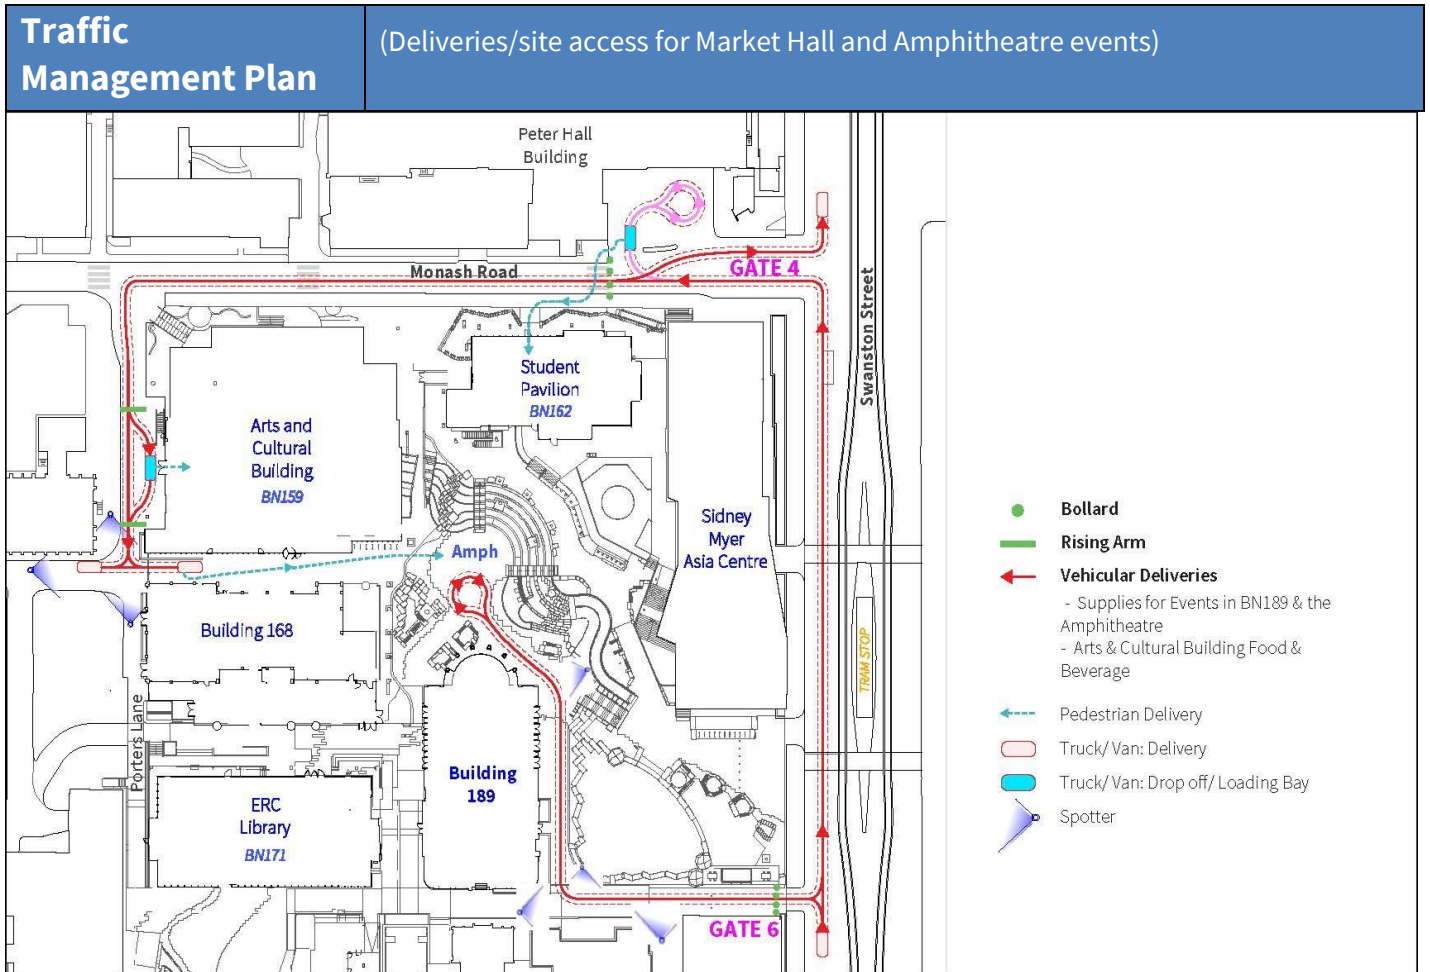 Traffic
Management Plan
(Deliveries/site access for Market Hall and Amphitheatre events)
Peter Hall
Building
Monash Road
GATE 4
Swanston Street
Student
Pavilion
BN162
Arts and
Cultural
Building
BN159
Sidney
Myer
Asia Centre
Amph
Building 168
TRAM STOP
Porters Lane
Building
189
ERC
Library
BN171
GATE 6
Bollard
Rising Arm
Vehicular Deliveries
- Supplies for Events in BN189 & the
Amphitheatre
- Arts & Cultural Building Food &
Beverage
Pedestrian Delivery
Truck/ Van: Delivery
Truck/ Van: Drop off/ Loading Bay
Spotter